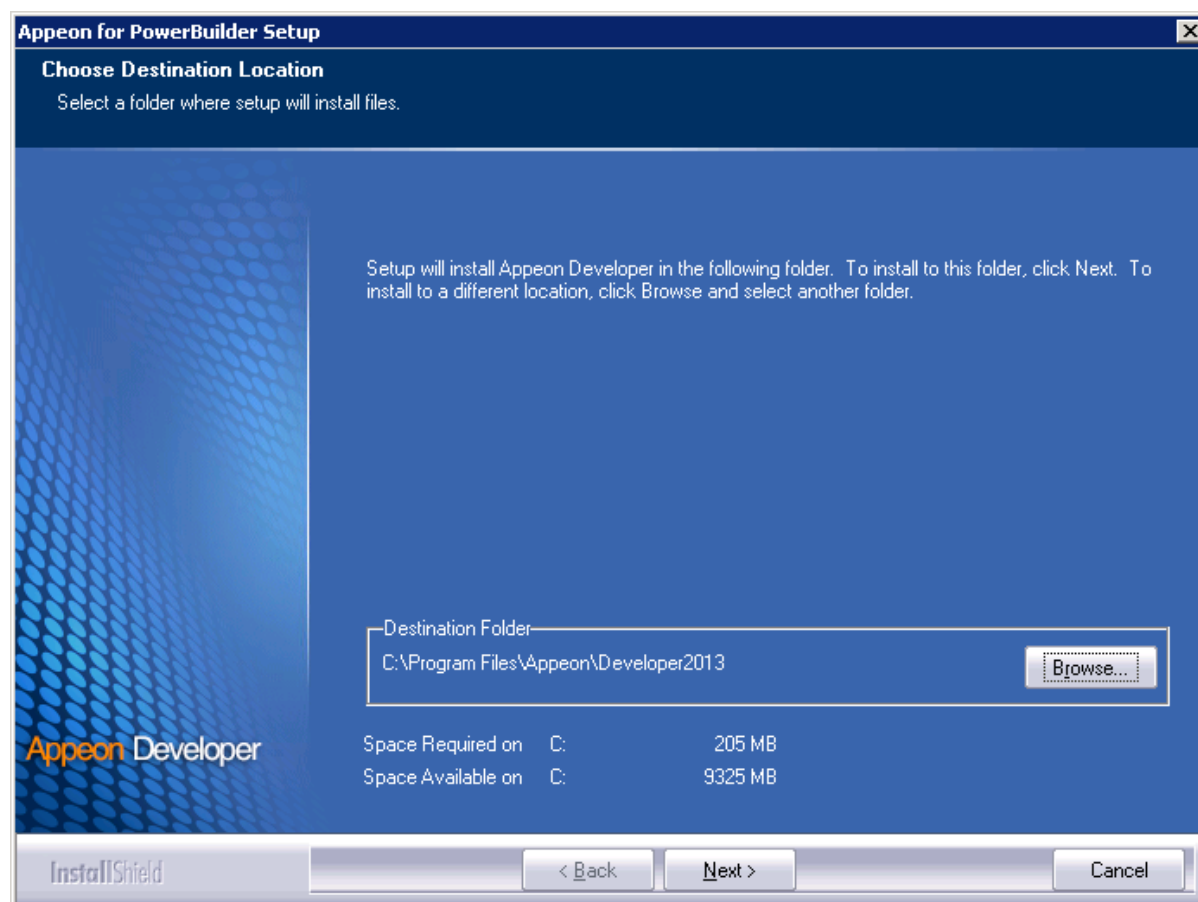 Appeon for PowerBuilder Setup
Choose Destination Location
Select a folder where setup will install files.
Setup will install Appeon Developer in the following folder. To install to this folder, click Next. To
install to a different location, click Browse and select another folder.
Destination Folder
C:\Program Files\Appeon\Developer2013
Browse...
Appeon Developer
Space Required on C: 205 MB
Space Available on C: 9325 MB
InstallShield
< Back
Next >
Cancel